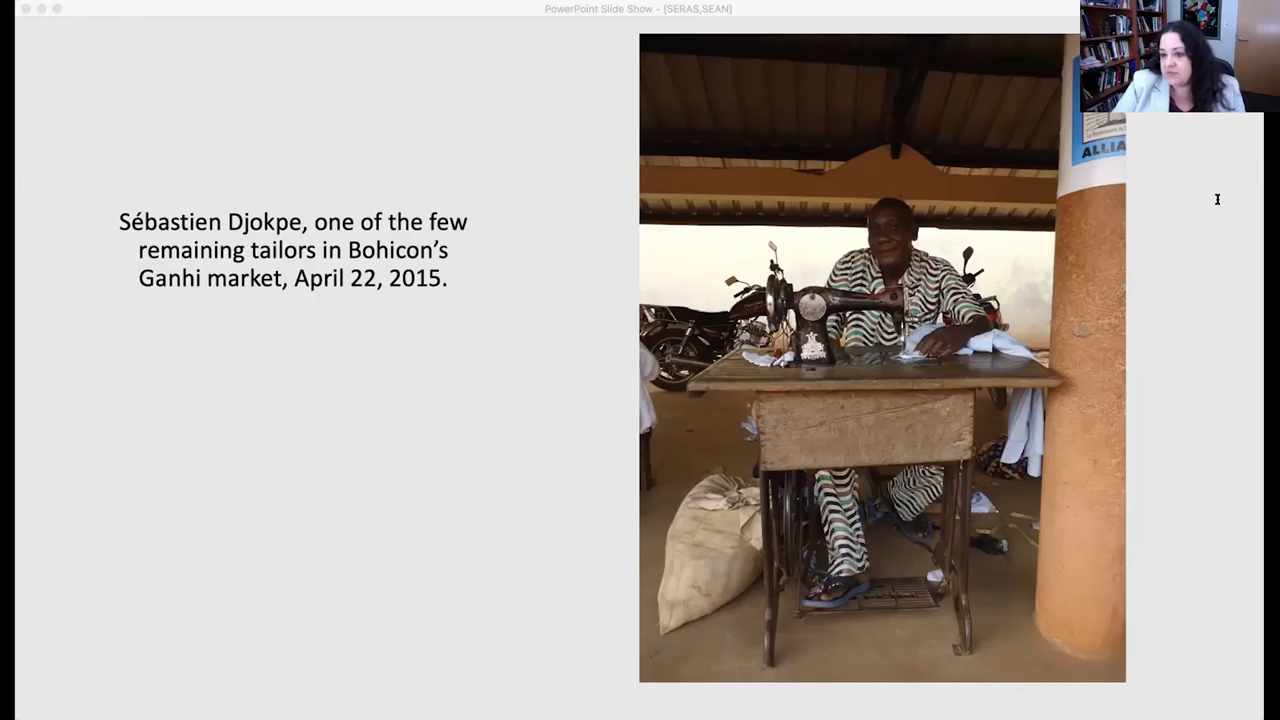 PowerPoint Slide Show - [SERAS,SEAN]
Sébastien Djokpe, one of the few
remaining tailors in Bohicon’s
Ganhi market, April 22, 2015.
ALLIA